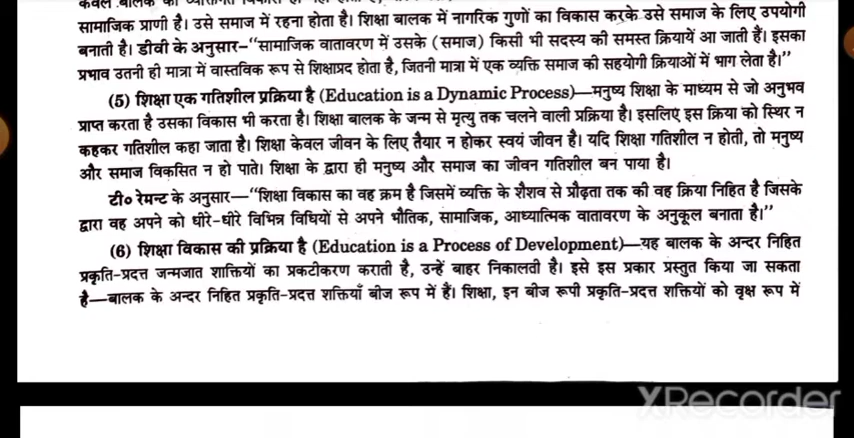 केवल बालक का
सामाजिक प्राणी है। उसे समाज में रहना होता है। शिक्षा बालक में नागरिक गुणों का विकास करके उसे समाज के लिए उपयोगी
बनाती है। डीवी के अनुसार–“सामाजिक वातावरण में उसके (समाज) किसी भी सदस्य की समस्त क्रियायें आ जाती हैं। इसका
प्रभाव उतनी ही मात्रा में वास्तविक रूप से शिक्षाप्रद होता है, जितनी मात्रा में एक व्यक्ति समाज की सहयोगी क्रियाओं में भाग लेता है।”
(5) शिक्षा एक गतिशील प्रक्रिया है (Education is a Dynamic Process)—मनुष्य शिक्षा के माध्यम से जो अनुभव
प्राप्त करता है उसका विकास भी करता है। शिक्षा बालक के जन्म से मृत्यु तक चलने वाली प्रक्रिया है। इसलिए इस क्रिया को स्थिर न
कहकर गतिशील कहा जाता है। शिक्षा केवल जीवन के लिए तैयार न होकर स्वयं जीवन है। यदि शिक्षा गतिशील न होती, तो मनुष्य
और समाज विकसित न हो पाते। शिक्षा के द्वारा ही मनुष्य और समाज का जीवन गतिशील बन पाया है।
टी० रेमन्ट के अनुसार—“शिक्षा विकास का वह क्रम है जिसमें व्यक्ति के शैशव से प्रौढ़ता तक की वह क्रिया निहित है जिसके
द्वारा वह अपने को धीरे-धीरे विभिन्न विधियों से अपने भौतिक, सामाजिक, आध्यात्मिक वातावरण के अनुकूल बनाता है।”
(6) शिक्षा विकास की प्रक्रिया है (Education is a Process of Development)—यह बालक के अन्दर निहित
प्रकृति-प्रदत्त जन्मजात शाक्तियों का प्रकटीकरण कराती है, उन्हें बाहर निकालती है। इसे इस प्रकार प्रस्तुत किया जा सकता
है—बालक के अन्दर निहित प्रकृति-प्रदत्त शक्तियाँ बीज रूप में हैं। शिक्षा, इन बीज रूपी प्रकृति-प्रदत्त शक्तियों को वृक्ष रूप में
XRecorder